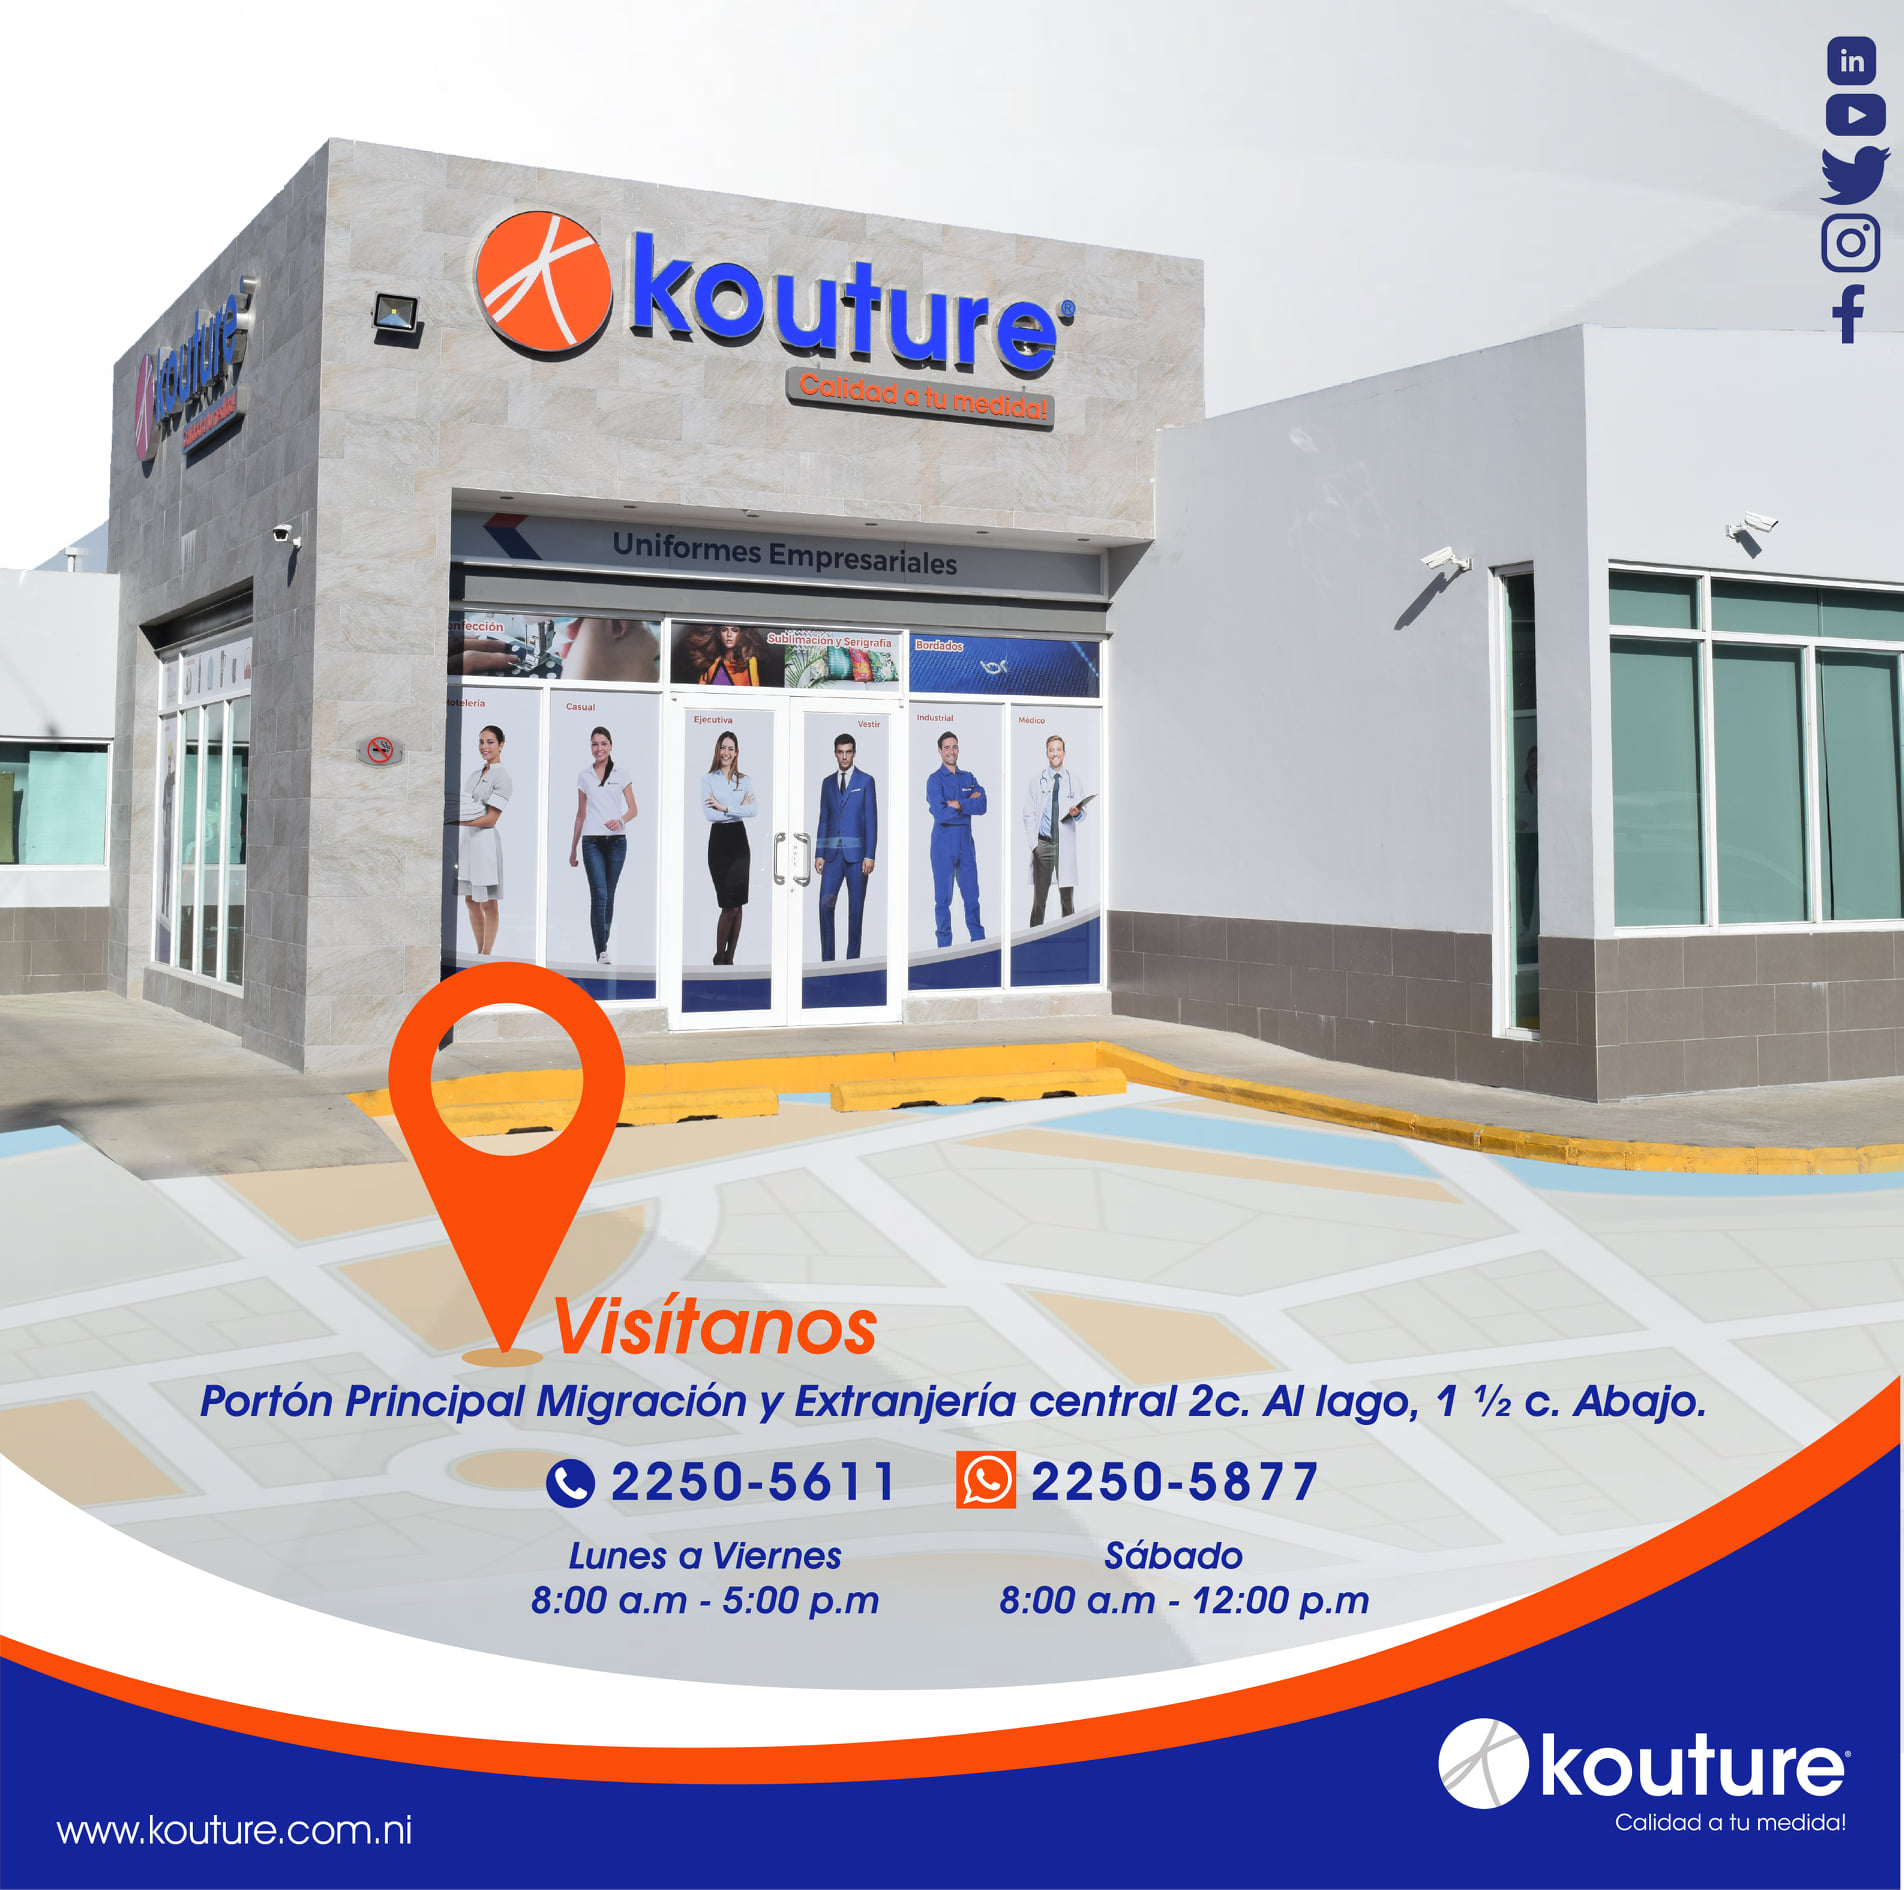 in
kouture®
Calidad a tu medida!
kouture
Uniformes Empresariales
Sublimación y Serigrafía
Bordados
Casual
Ejecutiva
Vestir
Industrial
Médico
Visítanos
Portón Principal Migración y Extranjería central 2c. Al lago, 1 ½ c. Abajo.
2250-5611
2250-5877
Lunes a Viernes
8:00 a.m - 5:00 p.m
Sábado
8:00 a.m - 12:00 p.m
www.kouture.com.ni
kouture®
Calidad a tu medida!